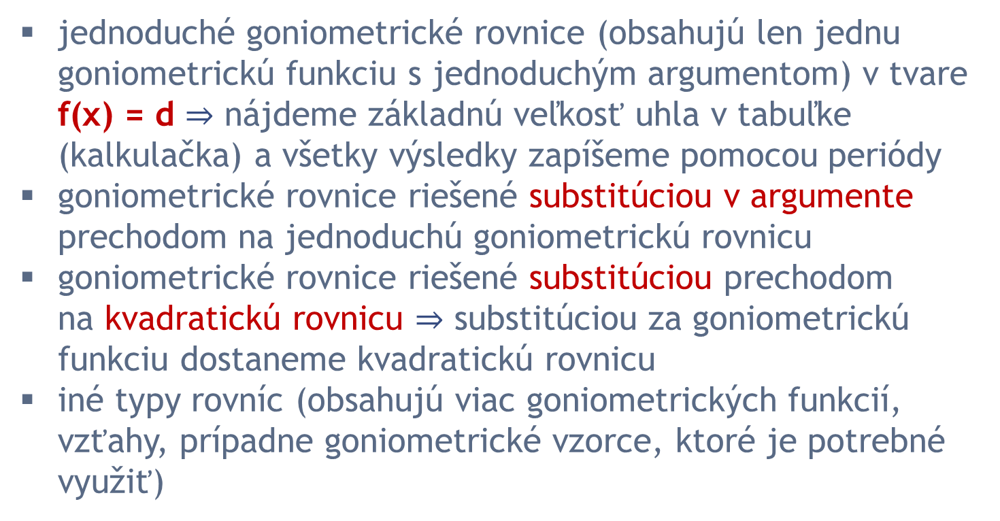 ▪ jednoduché goniometrické rovnice (obsahujú len jednu
goniometrickú funkciu s jednoduchým argumentom) v tvare
f(x) = d ⇒ nájdeme základnú veľkosť uhla v tabuľke
(kalkulačka) a všetky výsledky zapíšeme pomocou periódy
▪ goniometrické rovnice riešené substitúciou v argumente
prechodom na jednoduchú goniometrickú rovnicu
▪ goniometrické rovnice riešené substitúciou prechodom
na kvadratickú rovnicu ⇒ substitúciou za goniometrickú
funkciu dostaneme kvadratickú rovnicu
▪ iné typy rovníc (obsahujú viac goniometrických funkcií,
vzťahy, prípadne goniometrické vzorce, ktoré je potrebné
využiť)